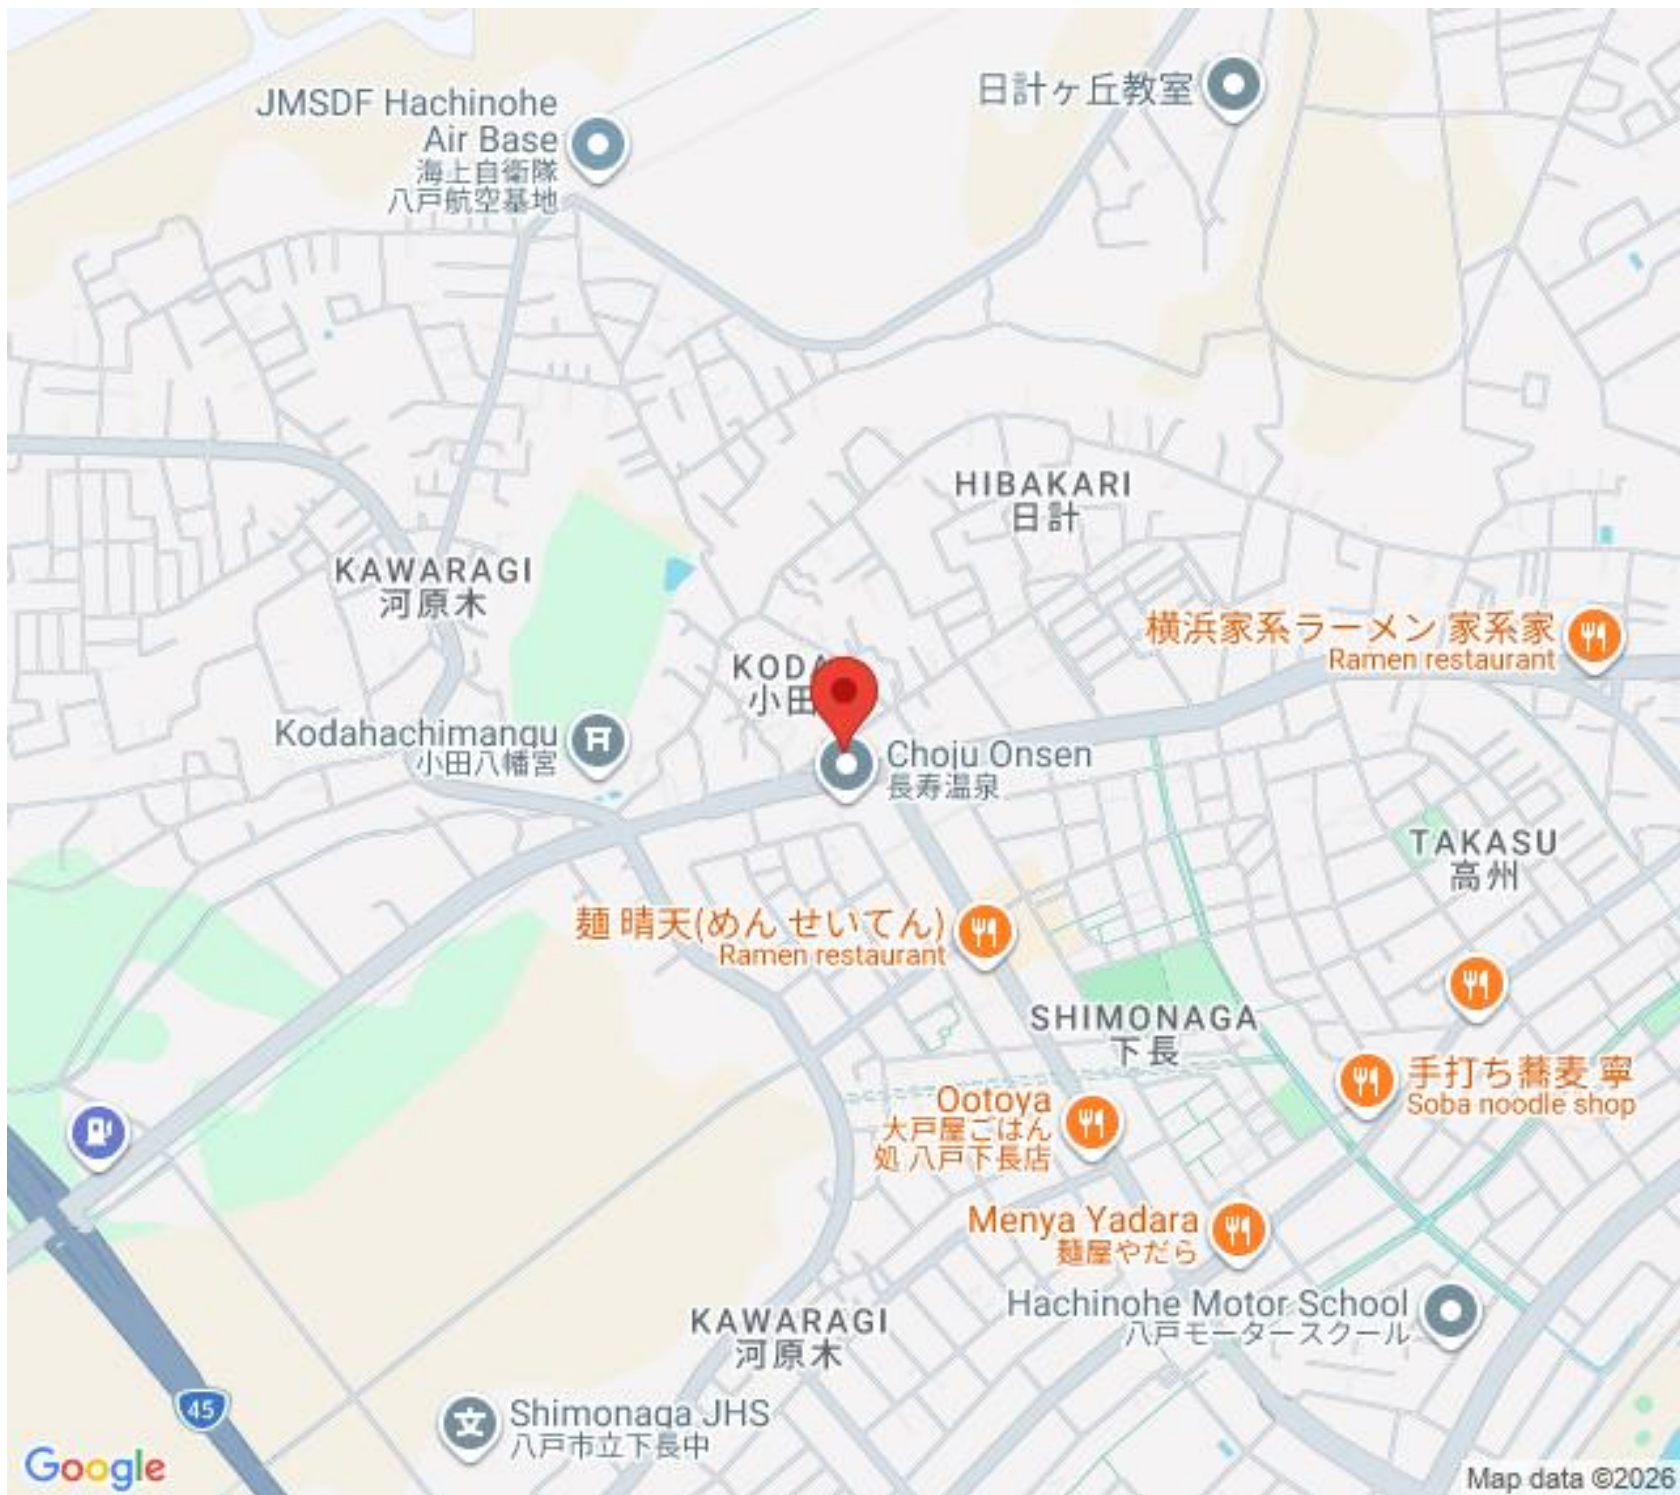 JMSDF Hachinohe
Air Base
海上自衛隊
八戸航空基地
日計ヶ丘教室
HIBAKARI
日計
KAWARAGI
河原木
横浜家系ラーメン 家系家
Ramen restaurant
KODA
小田
Kodahachimangu
小田八幡宮
Choju Onsen
長寿温泉
TAKASU
高州
麺 晴天(めん せいてん)
Ramen restaurant
SHIMONAGA
下長
手打ち蕎麦 寧
Soba noodle shop
Ootoya
大戸屋ごはん
処 八戸下長店
Menya Yadara
麺屋やだら
Hachinohe Motor School
八戸モータースクール
KAWARAGI
河原木
45
Shimonaga JHS
八戸市立下長中
文
Google
Map data ©2026